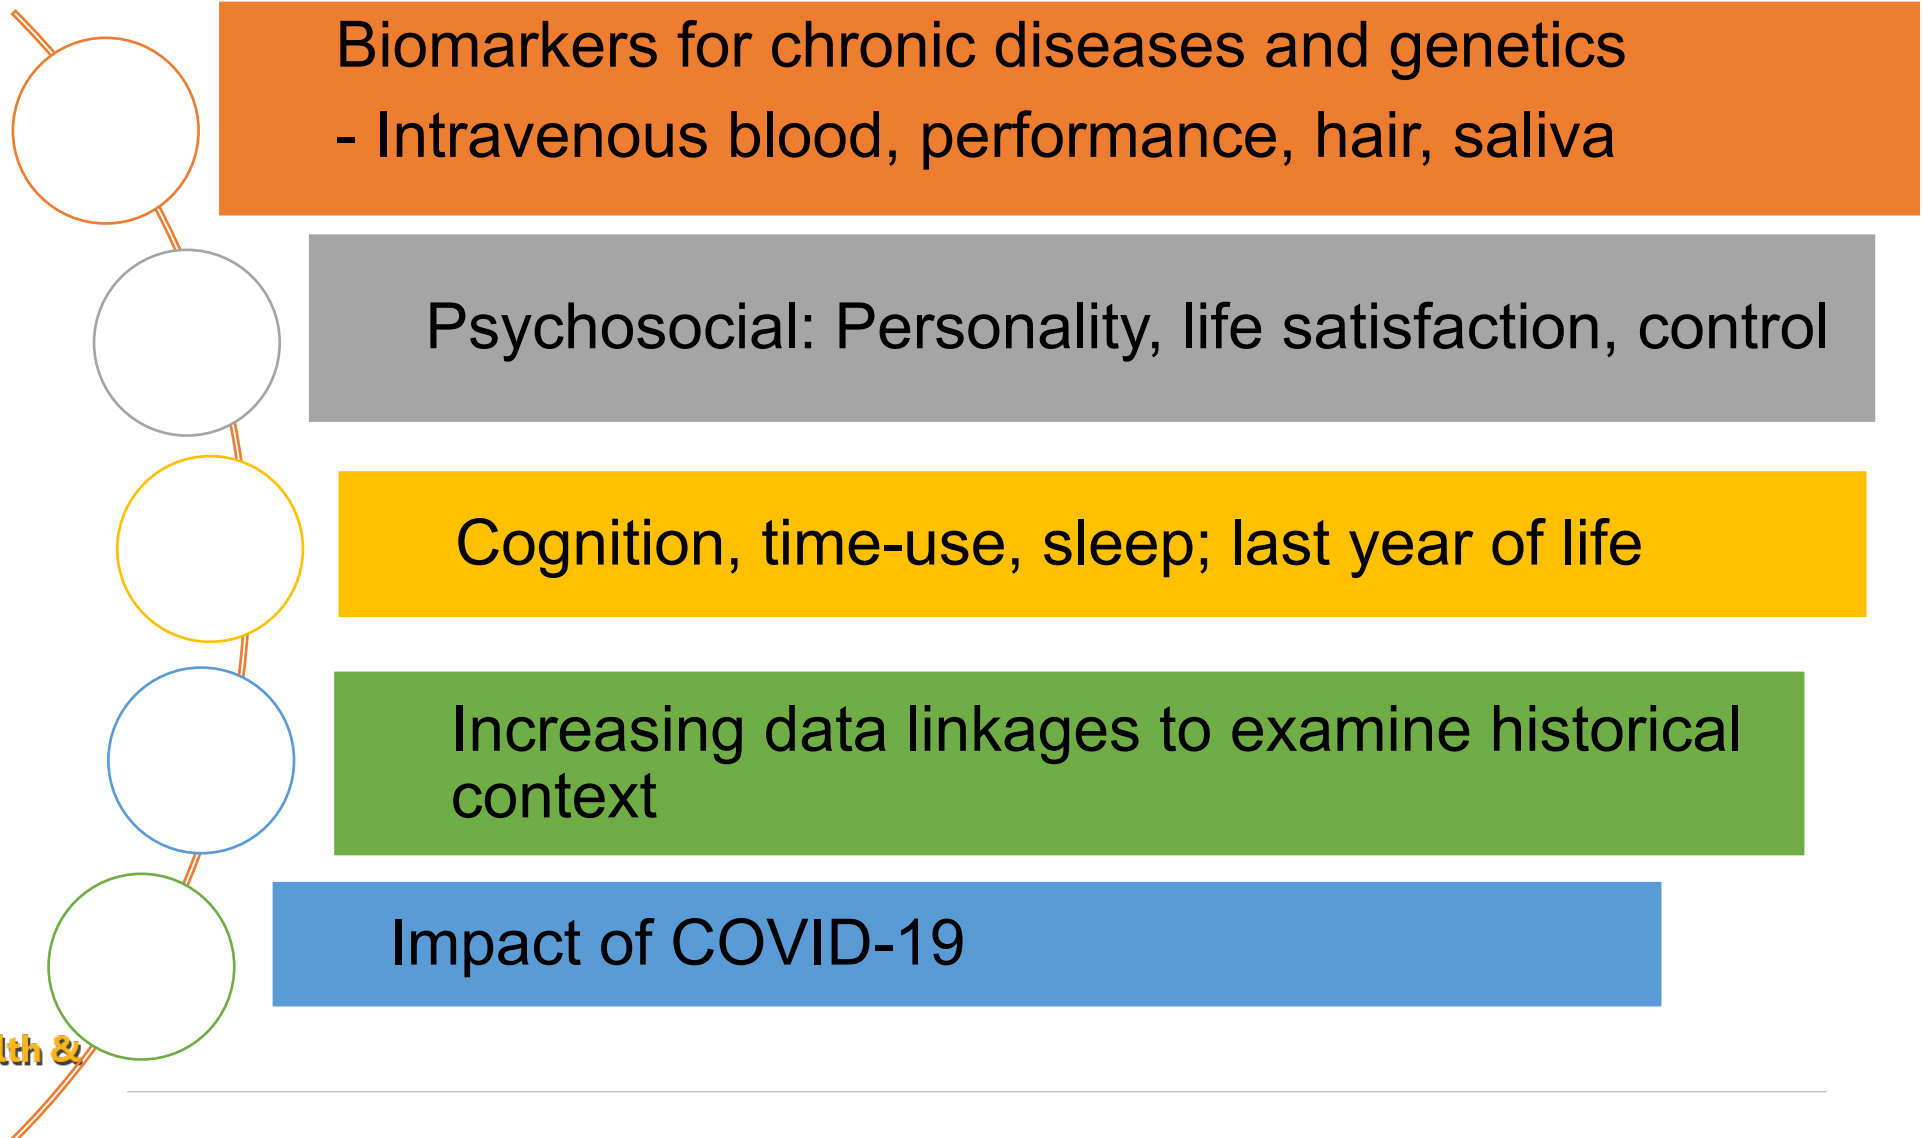 Biomarkers for chronic diseases and genetics
- Intravenous blood, performance, hair, saliva
Psychosocial: Personality, life satisfaction, control
Cognition, time-use, sleep; last year of life
Increasing data linkages to examine historical
context
Impact of COVID-19
lth &